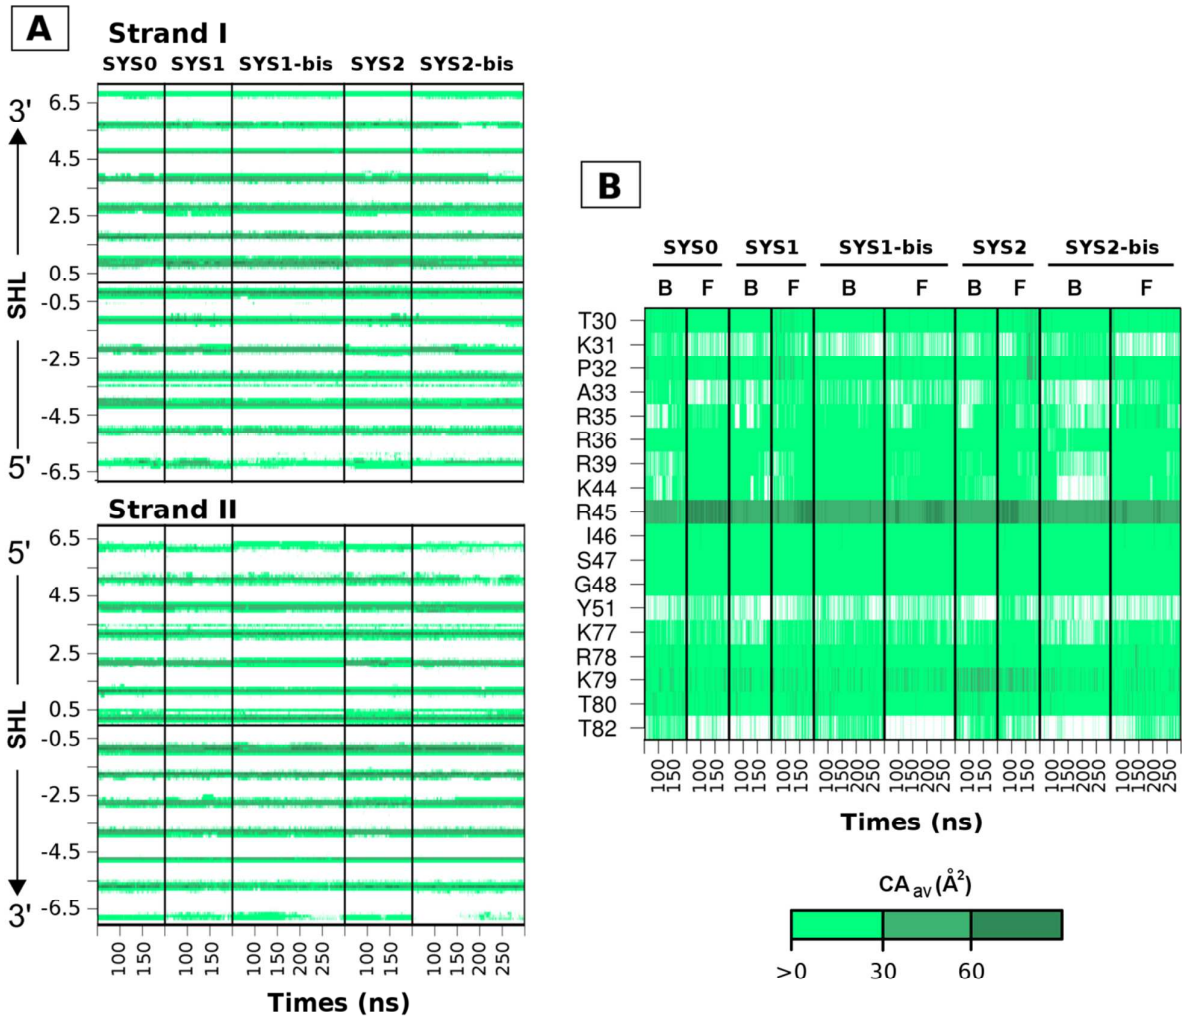 A
Strand I
SYS0 SYS1 SYS1-bis SYS2 SYS2-bis
3'
6.5
4.5
2.5
0.5
-0.5
-2.5
-4.5
-6.5
5'
SHL
Strand II
5'
6.5
4.5
2.5
0.5
-0.5
-2.5
-4.5
-6.5
3'
SHL
100 150 100 150 100 150 200 250 100 150 100 150 200 250
Times (ns)
B
SYS0 SYS1 SYS1-bis SYS2 SYS2-bis
B F B F B F B F B F
T30
K31
P32
A33
R35
R36
R39
K44
R45
I46
S47
G48
Y51
K77
R78
K79
T80
T82
100 150 100 150 100 150 100 150 100 150 200 250 100 150 200 250 100 150 100 150 100 150 200 250 100 150 200 250
Times (ns)
CA av (Å²)
>0 30 60